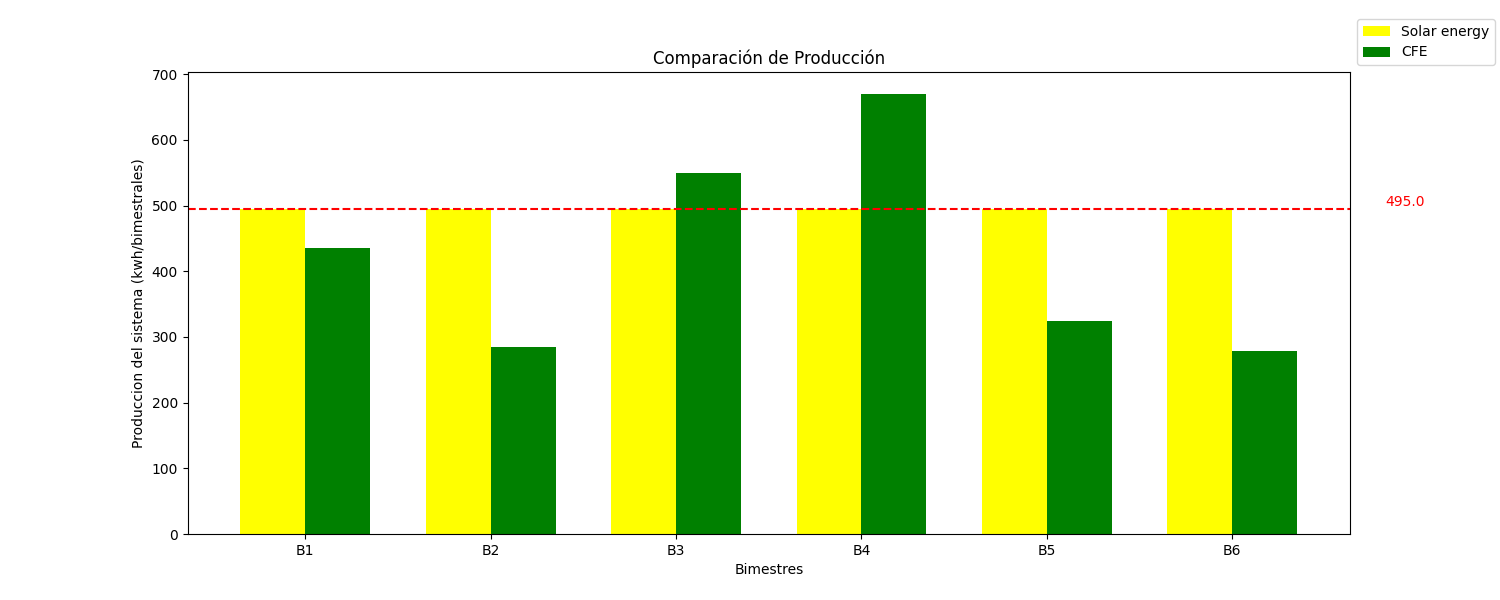 Solar energy
CFE
Comparación de Producción
Produccion del sistema (kwh/bimestrales)
700
600
500
400
300
200
100
0
495.0
B1 B2 B3 B4 B5 B6
Bimestres